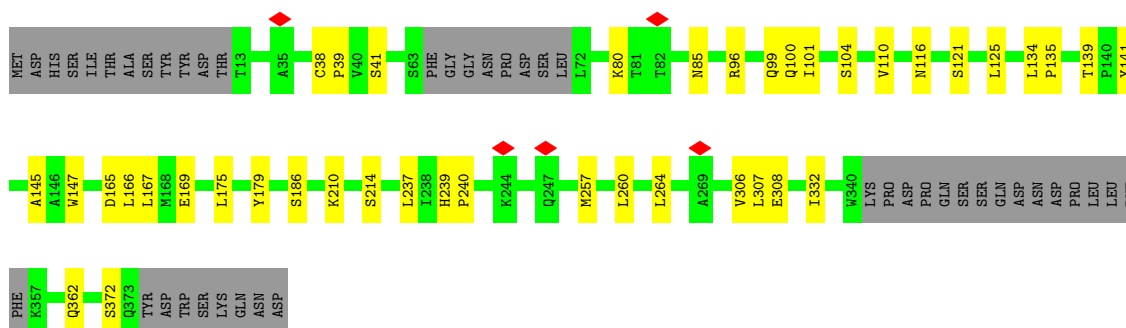 MET ASP HIS SER ILE THR ALA SER TYR TYR ASP THR T13 A35 C38 P39 V40 S41 S63 PHE GLY GLY ASN PRO ASP SER LEU L72 K80 T81 T82 N85 R96 Q99 Q100 I101 S104 V110 N116 S121 L125 L134 P135 T139 P140
A145 A146 W147 D165 L166 L167 M168 E169 L175 Y179 S186 K210 S214 L237 I238 H239 P240 K244 Q247 M257 L260 L264 A269 V306 L307 E308 I332 W340 LYS PRO ASP PRO GLN SER SER GLN ASP ASN ASP PRO LEU LEU
PHE K357 Q362 S372 Q373 TYR ASP TRP SER LYS GLN ASN ASP